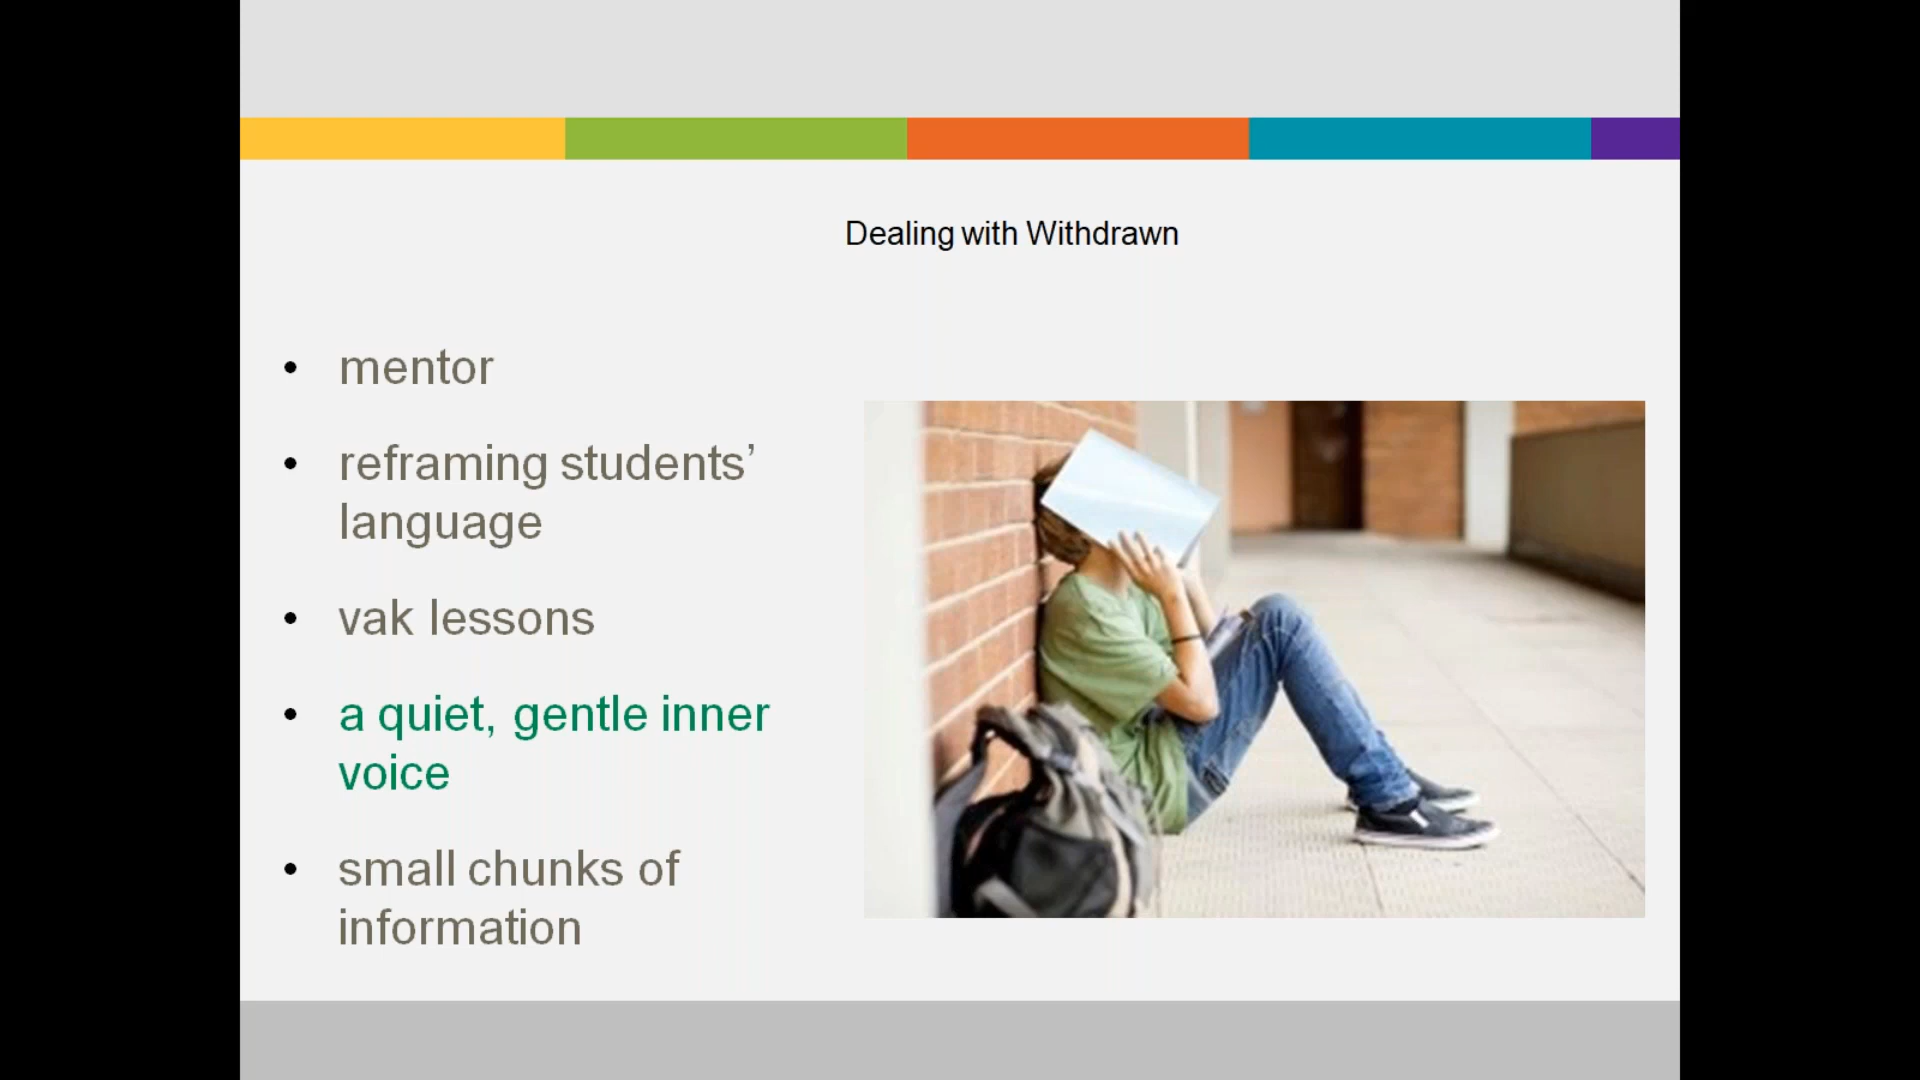 Dealing with Withdrawn
• mentor
• reframing students’
language
• vak lessons
• a quiet, gentle inner
voice
• small chunks of
information